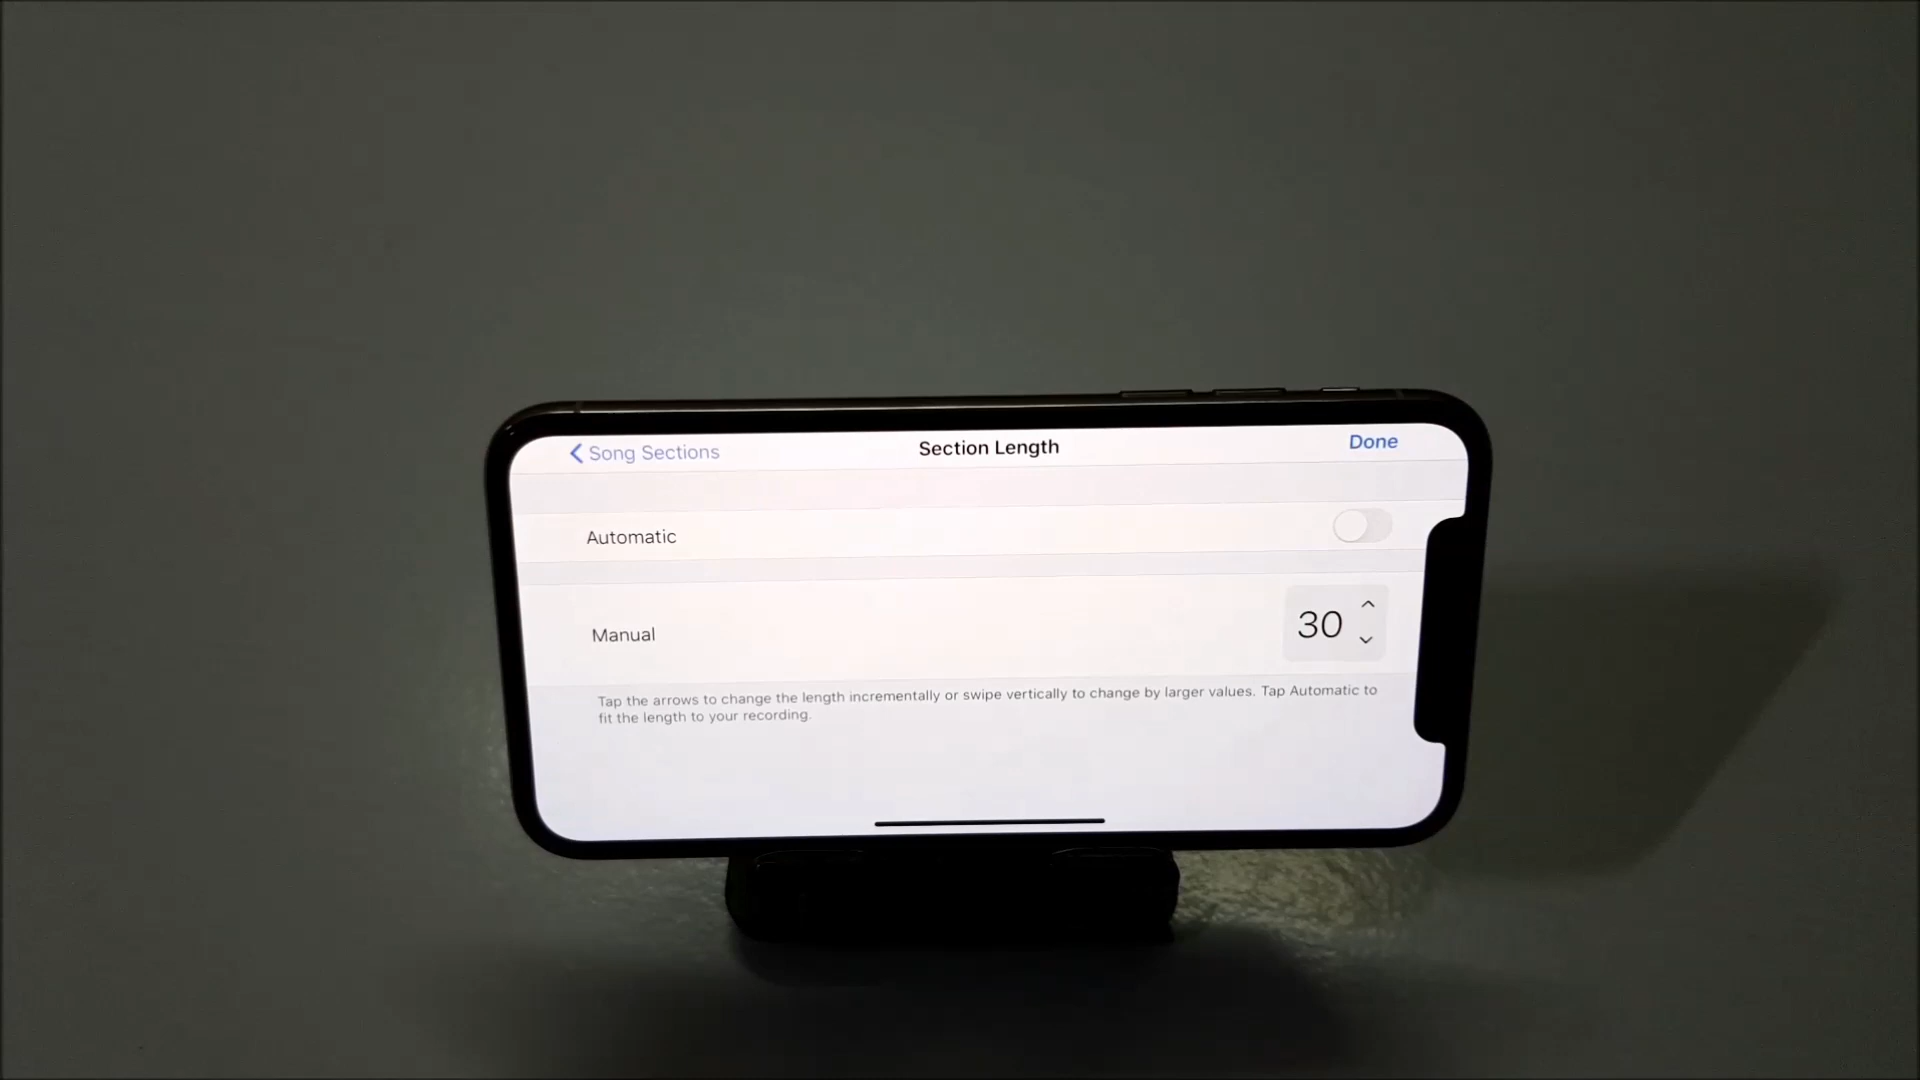 Song Sections
Section Length
Done
Automatic
Manual
30
Tap the arrows to change the length incrementally or swipe vertically to change by larger values. Tap Automatic to
fit the length to your recording.